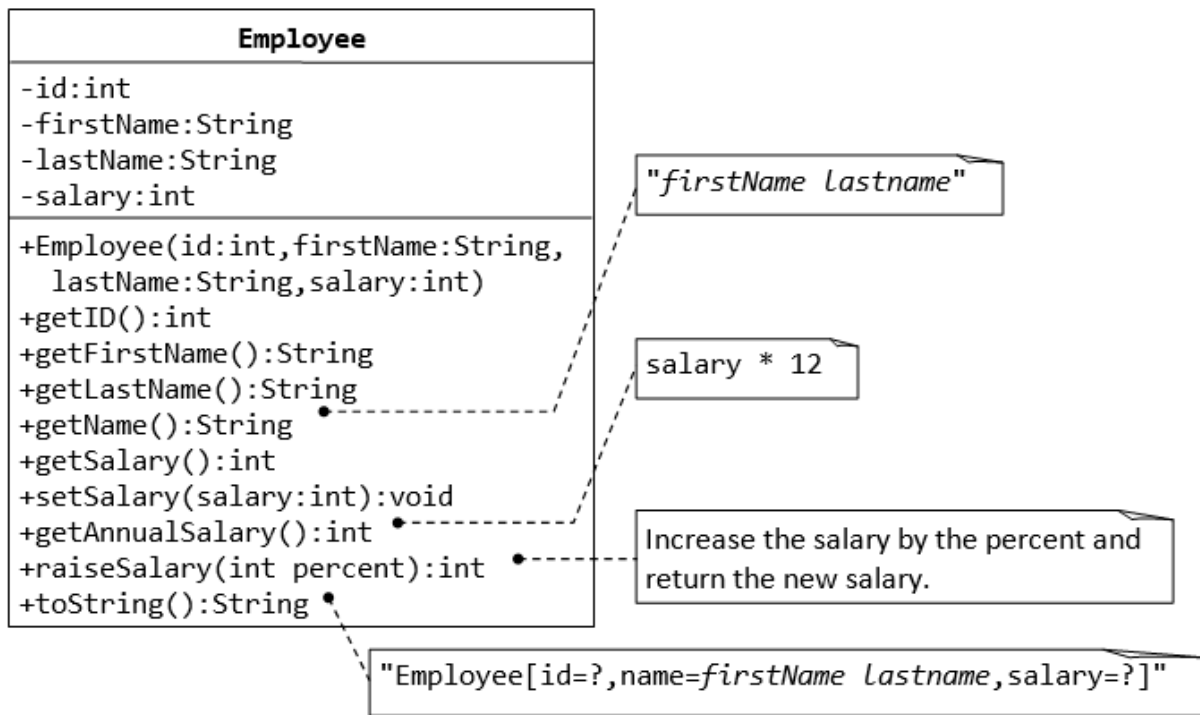 Employee
-id:int
-firstName:String
-lastName:String
-salary:int
+Employee(id:int,firstName:String,
lastName:String,salary:int)
+getID():int
+getFirstName():String
+getLastName():String
+getName():String
+getSalary():int
+setSalary(salary:int):void
+getAnnualSalary():int
+raiseSalary(int percent):int
+toString():String
"firstName lastname"
salary * 12
Increase the salary by the percent and
return the new salary.
"Employee[id=?,name=firstName lastname,salary=?]"